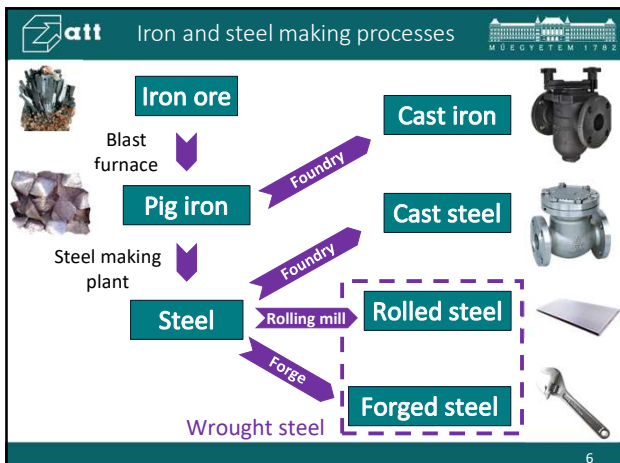 att
Iron and steel making processes
MŰEGYETEM 1782
Iron ore
Blast
furnace
Foundry
Cast iron
Pig iron
Steel making
plant
Foundry
Cast steel
Steel
Rolling mill
Rolled steel
Forge
Forged steel
Wrought steel
6